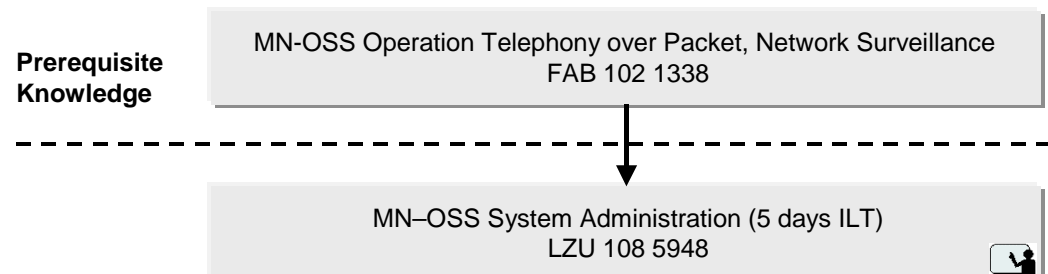 Prerequisite
Knowledge
MN-OSS Operation Telephony over Packet, Network Surveillance
FAB 102 1338
MN–OSS System Administration (5 days ILT)
LZU 108 5948